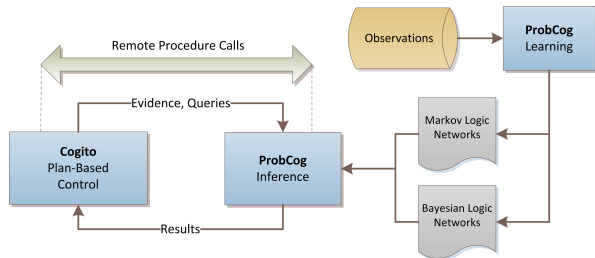 Remote Procedure Calls
Observations
ProbCog
Learning
Evidence, Queries
Cogito
Plan-Based
Control
ProbCog
Inference
Markov Logic
Networks
Bayesian Logic
Networks
Results